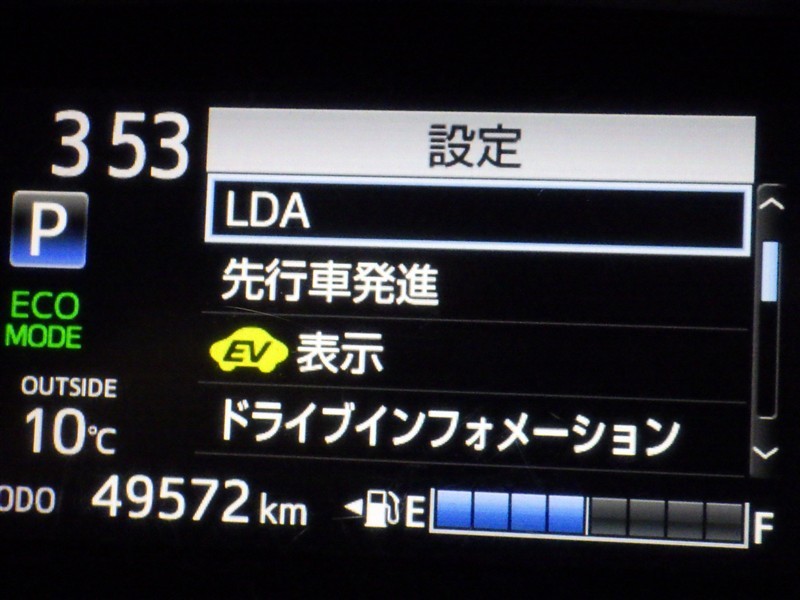 3 53
設定
P
LDA
先行車発進
ECO
MODE
EV 表示
OUTSIDE
10℃
ドライブインフォメーション
ODO 49572 km
E F